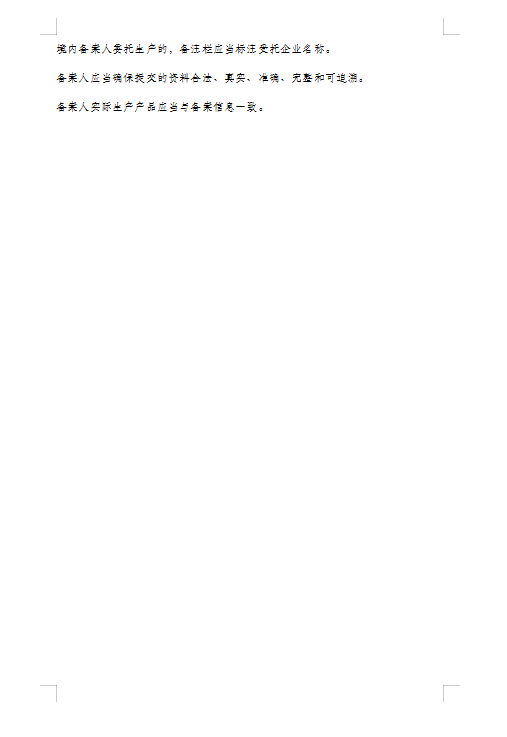 境内备案人委托生产的，备注栏应当标注受托企业名称。
备案人应当确保提交的资料合法、真实、准确、完整和可追溯。
备案人实际生产产品应当与备案信息一致。